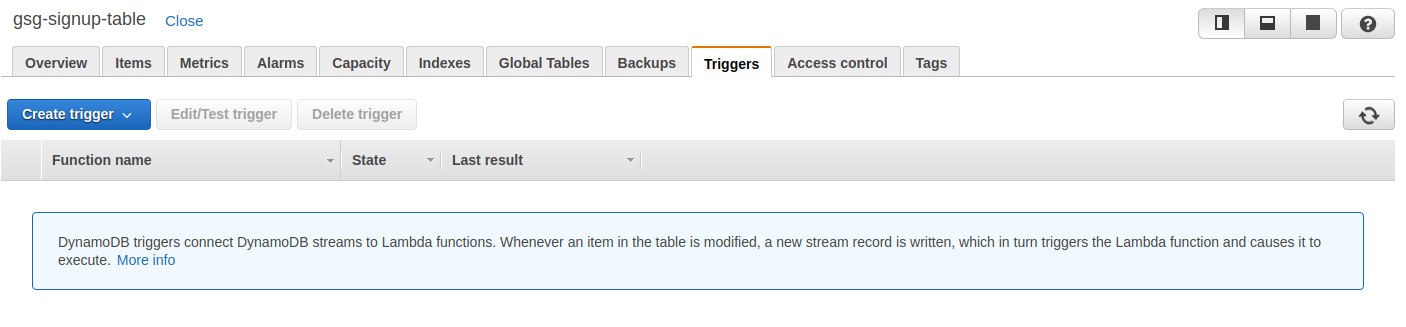 gsg-signup-table Close
Overview Items Metrics Alarms Capacity Indexes Global Tables Backups Triggers Access control Tags
Create trigger Edit/Test trigger Delete trigger
Function name State Last result
DynamoDB triggers connect DynamoDB streams to Lambda functions. Whenever an item in the table is modified, a new stream record is written, which in turn triggers the Lambda function and causes it to
execute. More info